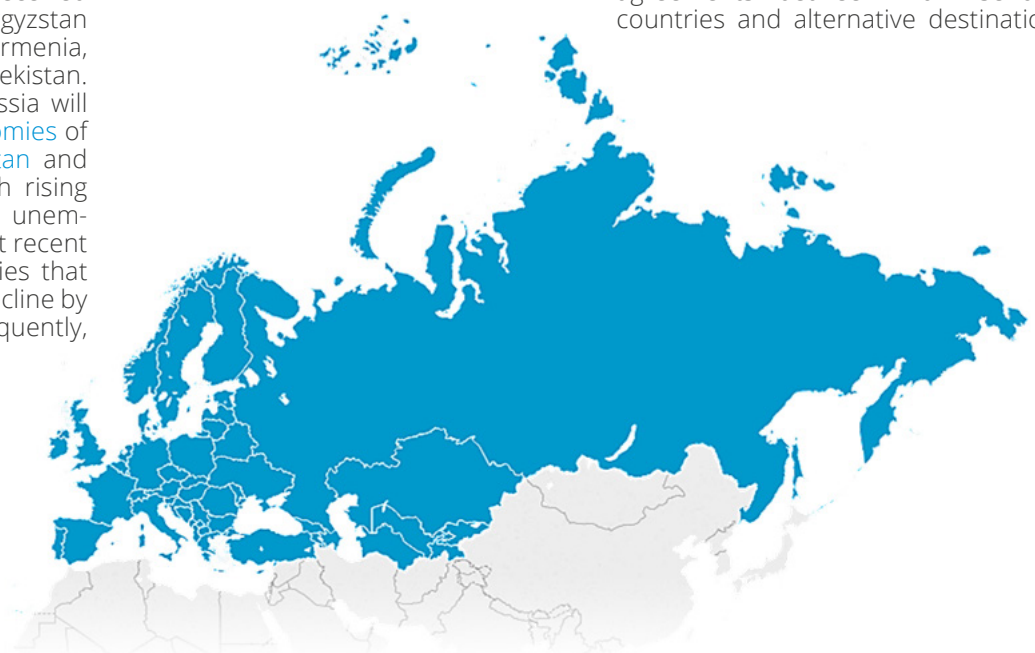 gyzstan
rmenia,
ekistan.
ssia will
omies of
tan and
h rising
unem-
t recent
ies that
cline by
quently,
countries and alternative destinatio